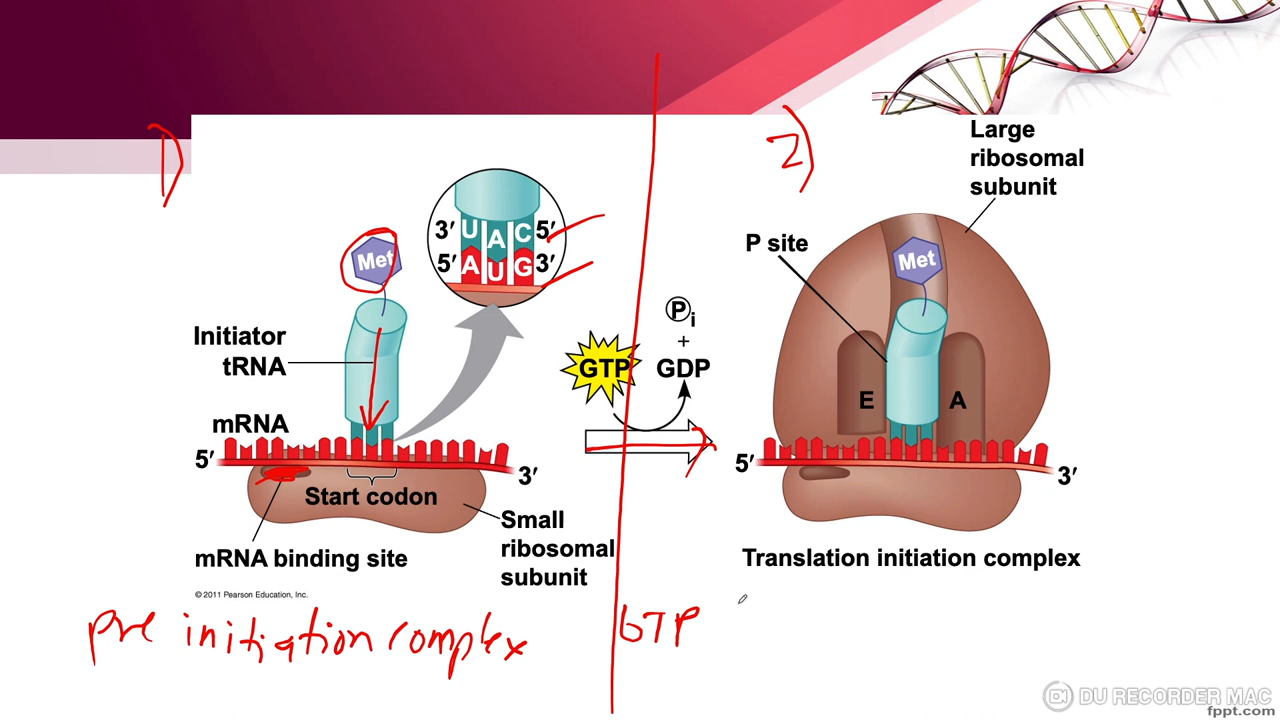 1)
2)
Large
ribosomal
subunit
3′ U A C 5′
5′ A U G 3′
Met
Initiator
tRNA
mRNA
5′
3′
Start codon
mRNA binding site
Small
ribosomal
subunit
© 2011 Pearson Education, Inc.
GTP
Pi
+
GDP
P site
Met
E
A
5′
3′
Translation initiation complex
pre initiation complex
GTP
DU RECORDER MAC
fppt.com